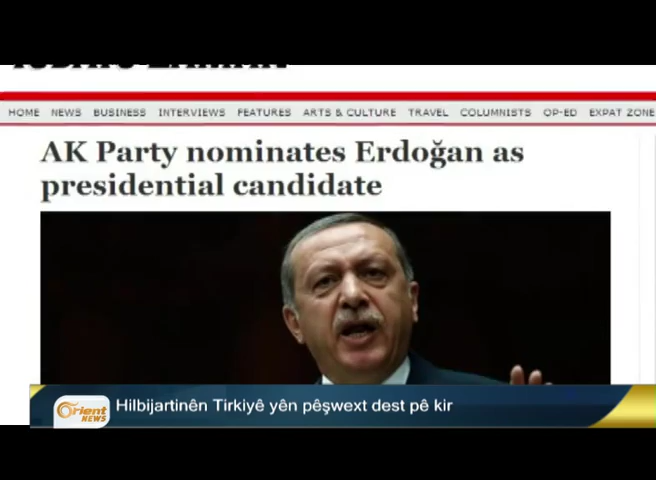 HOME NEWS BUSINESS INTERVIEWS FEATURES ARTS & CULTURE TRAVEL COLUMNISTS OP-ED EXPAT ZONE
AK Party nominates Erdoğan as
presidential candidate
Orient
NEWS
Hilbijartinên Tirkiyê yên pêşwext dest pê kir